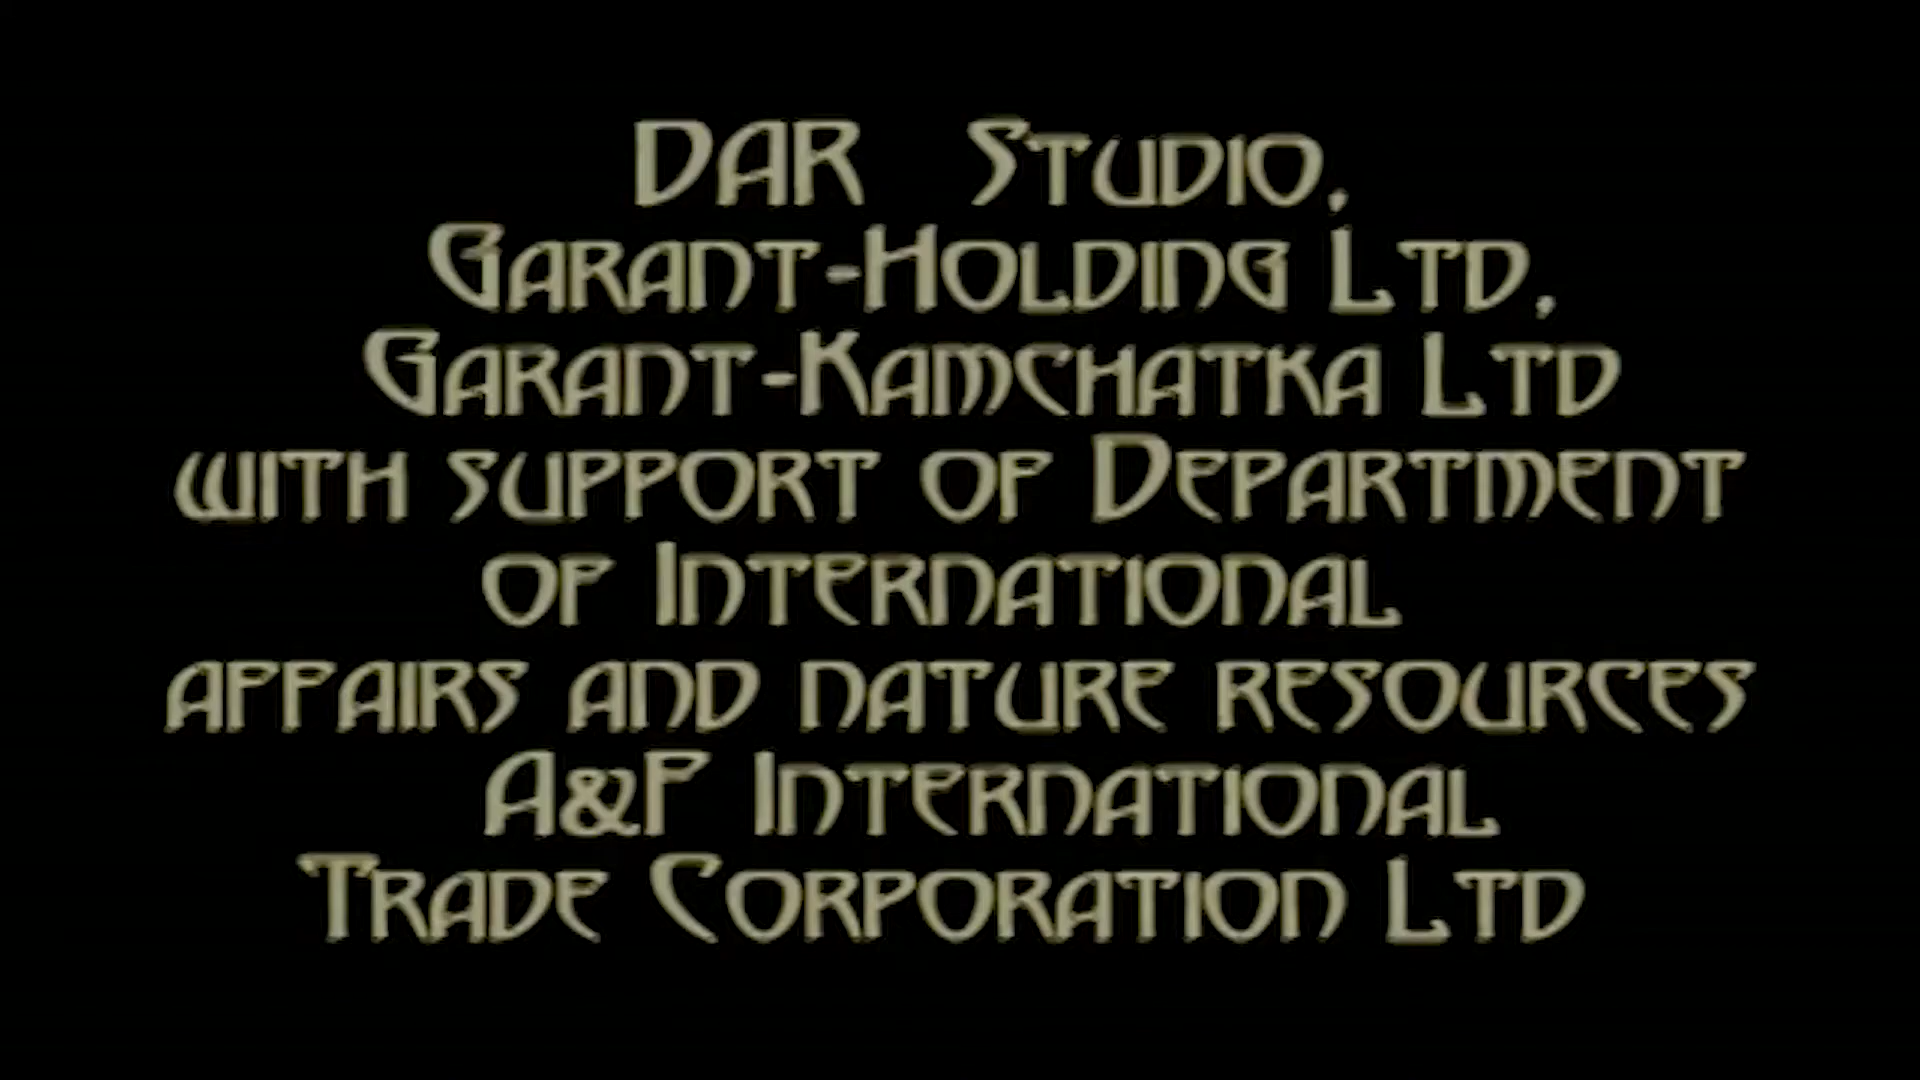 DAR Studio,
Garant-Holding Ltd,
Garant-Kamchatka Ltd
with support of Department
of International
affairs and nature resources
A&F International
Trade Corporation Ltd